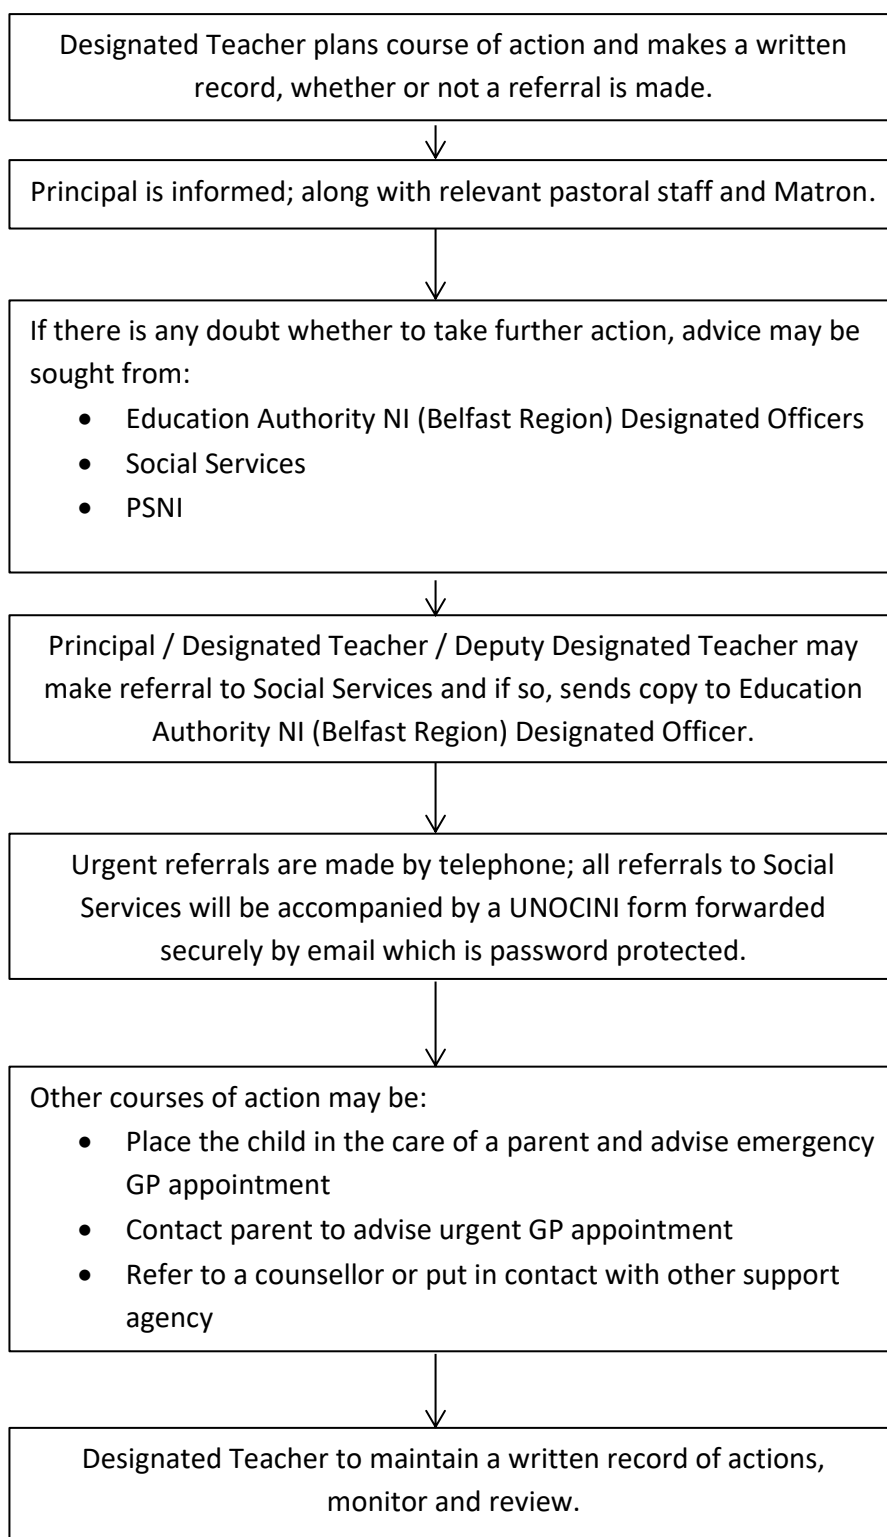 Designated Teacher plans course of action and makes a written
record, whether or not a referral is made.
Principal is informed; along with relevant pastoral staff and Matron.
If there is any doubt whether to take further action, advice may be
sought from:
• Education Authority NI (Belfast Region) Designated Officers
• Social Services
• PSNI
Principal / Designated Teacher / Deputy Designated Teacher may
make referral to Social Services and if so, sends copy to Education
Authority NI (Belfast Region) Designated Officer.
Urgent referrals are made by telephone; all referrals to Social
Services will be accompanied by a UNOCINI form forwarded
securely by email which is password protected.
Other courses of action may be:
• Place the child in the care of a parent and advise emergency
GP appointment
• Contact parent to advise urgent GP appointment
• Refer to a counsellor or put in contact with other support
agency
Designated Teacher to maintain a written record of actions,
monitor and review.